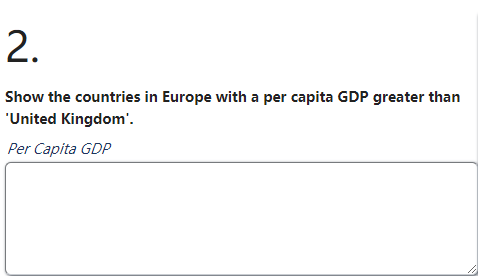 2.
Show the countries in Europe with a per capita GDP greater than
'United Kingdom'.
Per Capita GDP